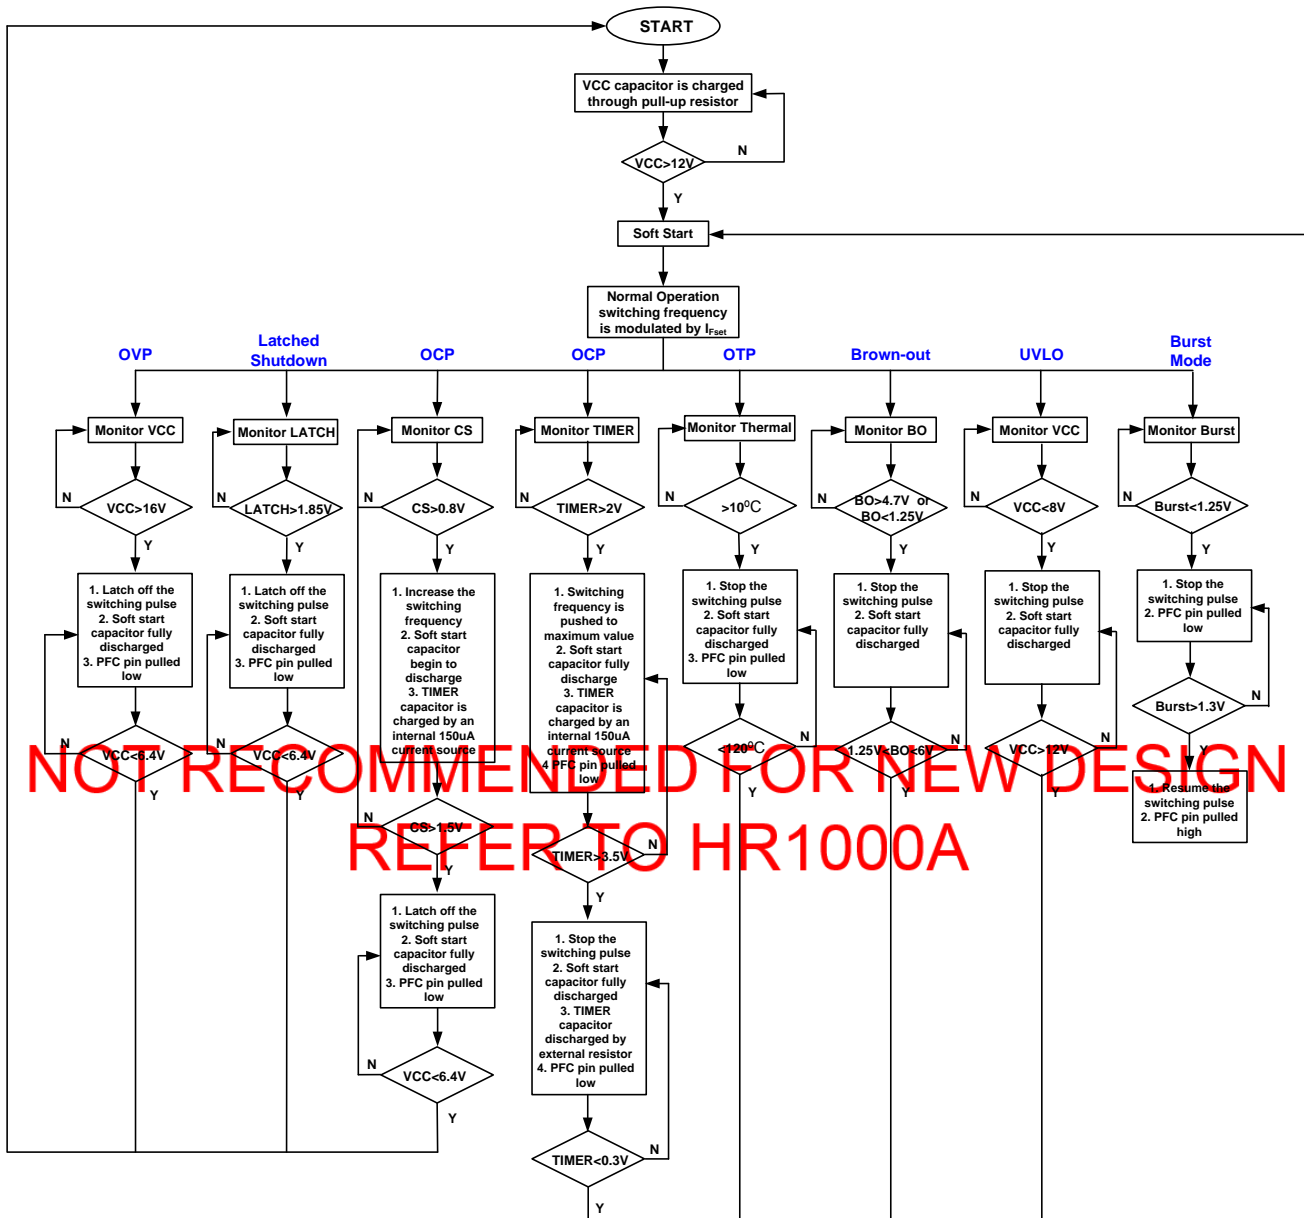 START
VCC capacitor is charged
through pull-up resistor
N
VCC>12V
Y
Soft Start
Normal Operation
switching frequency
is modulated by IFset
OVP
Latched
Shutdown
OCP
OCP
OTP
Brown-out
UVLO
Burst
Mode
Monitor VCC
Monitor LATCH
Monitor CS
Monitor TIMER
Monitor Thermal
Monitor BO
Monitor VCC
Monitor Burst
N
VCC>16V
Y
N
LATCH>1.85V
Y
N
CS>0.8V
Y
N
TIMER>2V
Y
N
>10⁰C
Y
N
BO>4.7V or
BO<1.25V
Y
N
VCC<8V
Y
N
Burst<1.25V
Y
1. Latch off the
switching pulse
2. Soft start
capacitor fully
discharged
3. PFC pin pulled
low
N
VCC<6.4V
Y
1. Latch off the
switching pulse
2. Soft start
capacitor fully
discharged
3. PFC pin pulled
low
N
VCC<6.4V
Y
1. Increase the
switching
frequency
2. Soft start
capacitor
begin to
discharge
3. TIMER
capacitor is
charged by an
internal 150uA
current source
N
CS>1.5V
Y
1. Latch off the
switching pulse
2. Soft start
capacitor fully
discharged
3. PFC pin pulled
low
N
VCC<6.4V
Y
1. Switching
frequency is
pushed to
maximum value
2. Soft start
capacitor fully
discharge
3. TIMER
capacitor is
charged by an
internal 150uA
current source
4 PFC pin pulled
low
N
TIMER>3.5V
Y
1. Stop the
switching pulse
2. Soft start
capacitor fully
discharged
3. TIMER
capacitor
discharged by
external resistor
4. PFC pin pulled
low
N
TIMER<0.3V
Y
1. Stop the
switching pulse
2. Soft start
capacitor fully
discharged
3. PFC pin pulled
low
N
<120⁰C
Y
1. Stop the
switching pulse
2. Soft start
capacitor fully
discharged
N
1.25V<BO<6V
Y
1. Stop the
switching pulse
2. Soft start
capacitor fully
discharged
N
VCC>12V
Y
1. Stop the
switching pulse
2. PFC pin pulled
low
N
Burst>1.3V
Y
1. Resume the
switching pulse
2. PFC pin pulled
high
NOT RECOMMENDED FOR NEW DESIGN
REFER TO HR1000A